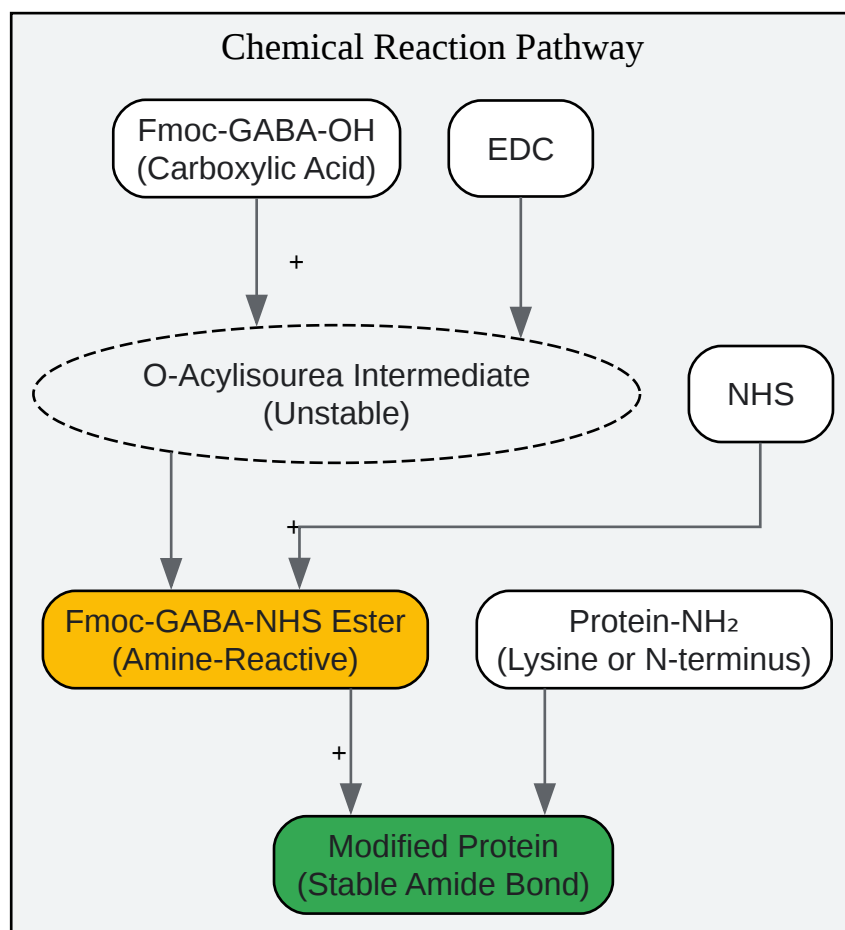 Chemical Reaction Pathway
Fmoc-GABA-OH
(Carboxylic Acid)
EDC
+
O-Acylisourea Intermediate
(Unstable)
NHS
+
Fmoc-GABA-NHS Ester
(Amine-Reactive)
Protein-NH₂
(Lysine or N-terminus)
+
Modified Protein
(Stable Amide Bond)